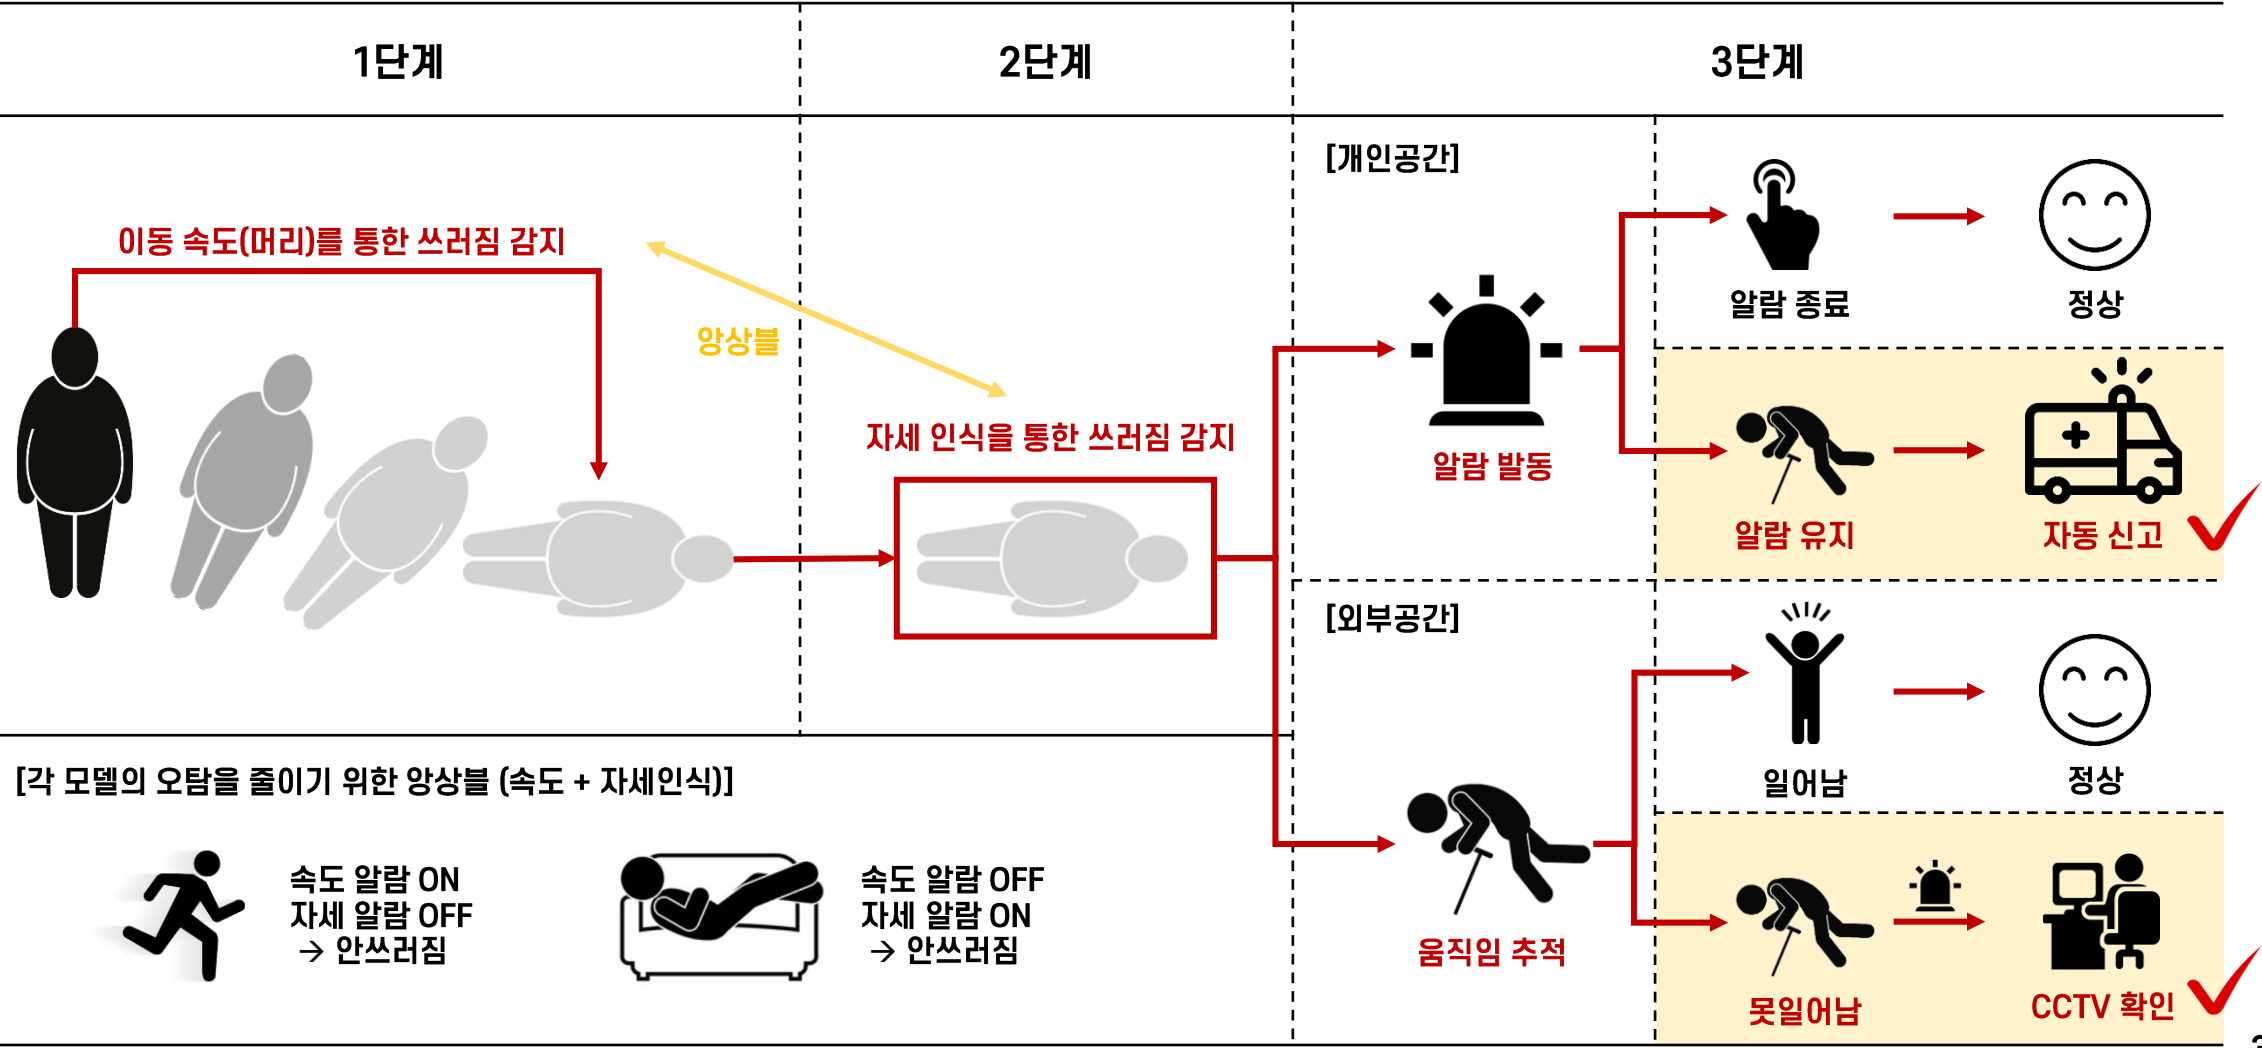 1단계
2단계
3단계
이동 속도(머리)를 통한 쓰러짐 감지
앙상블
자세 인식을 통한 쓰러짐 감지
[개인공간]
알람 발동
알람 종료
정상
알람 유지
자동 신고
[외부공간]
움직임 추적
일어남
정상
못일어남
CCTV 확인
[각 모델의 오탐을 줄이기 위한 앙상블 (속도 + 자세인식)]
속도 알람 ON
자세 알람 OFF
→ 안쓰러짐
속도 알람 OFF
자세 알람 ON
→ 안쓰러짐